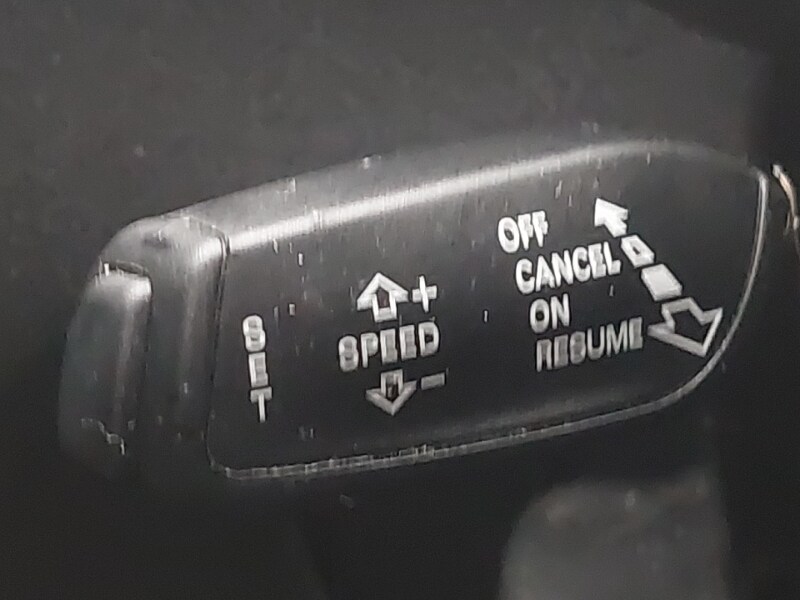 SET
+
SPEED
-
OFF
CANCEL
ON
RESUME